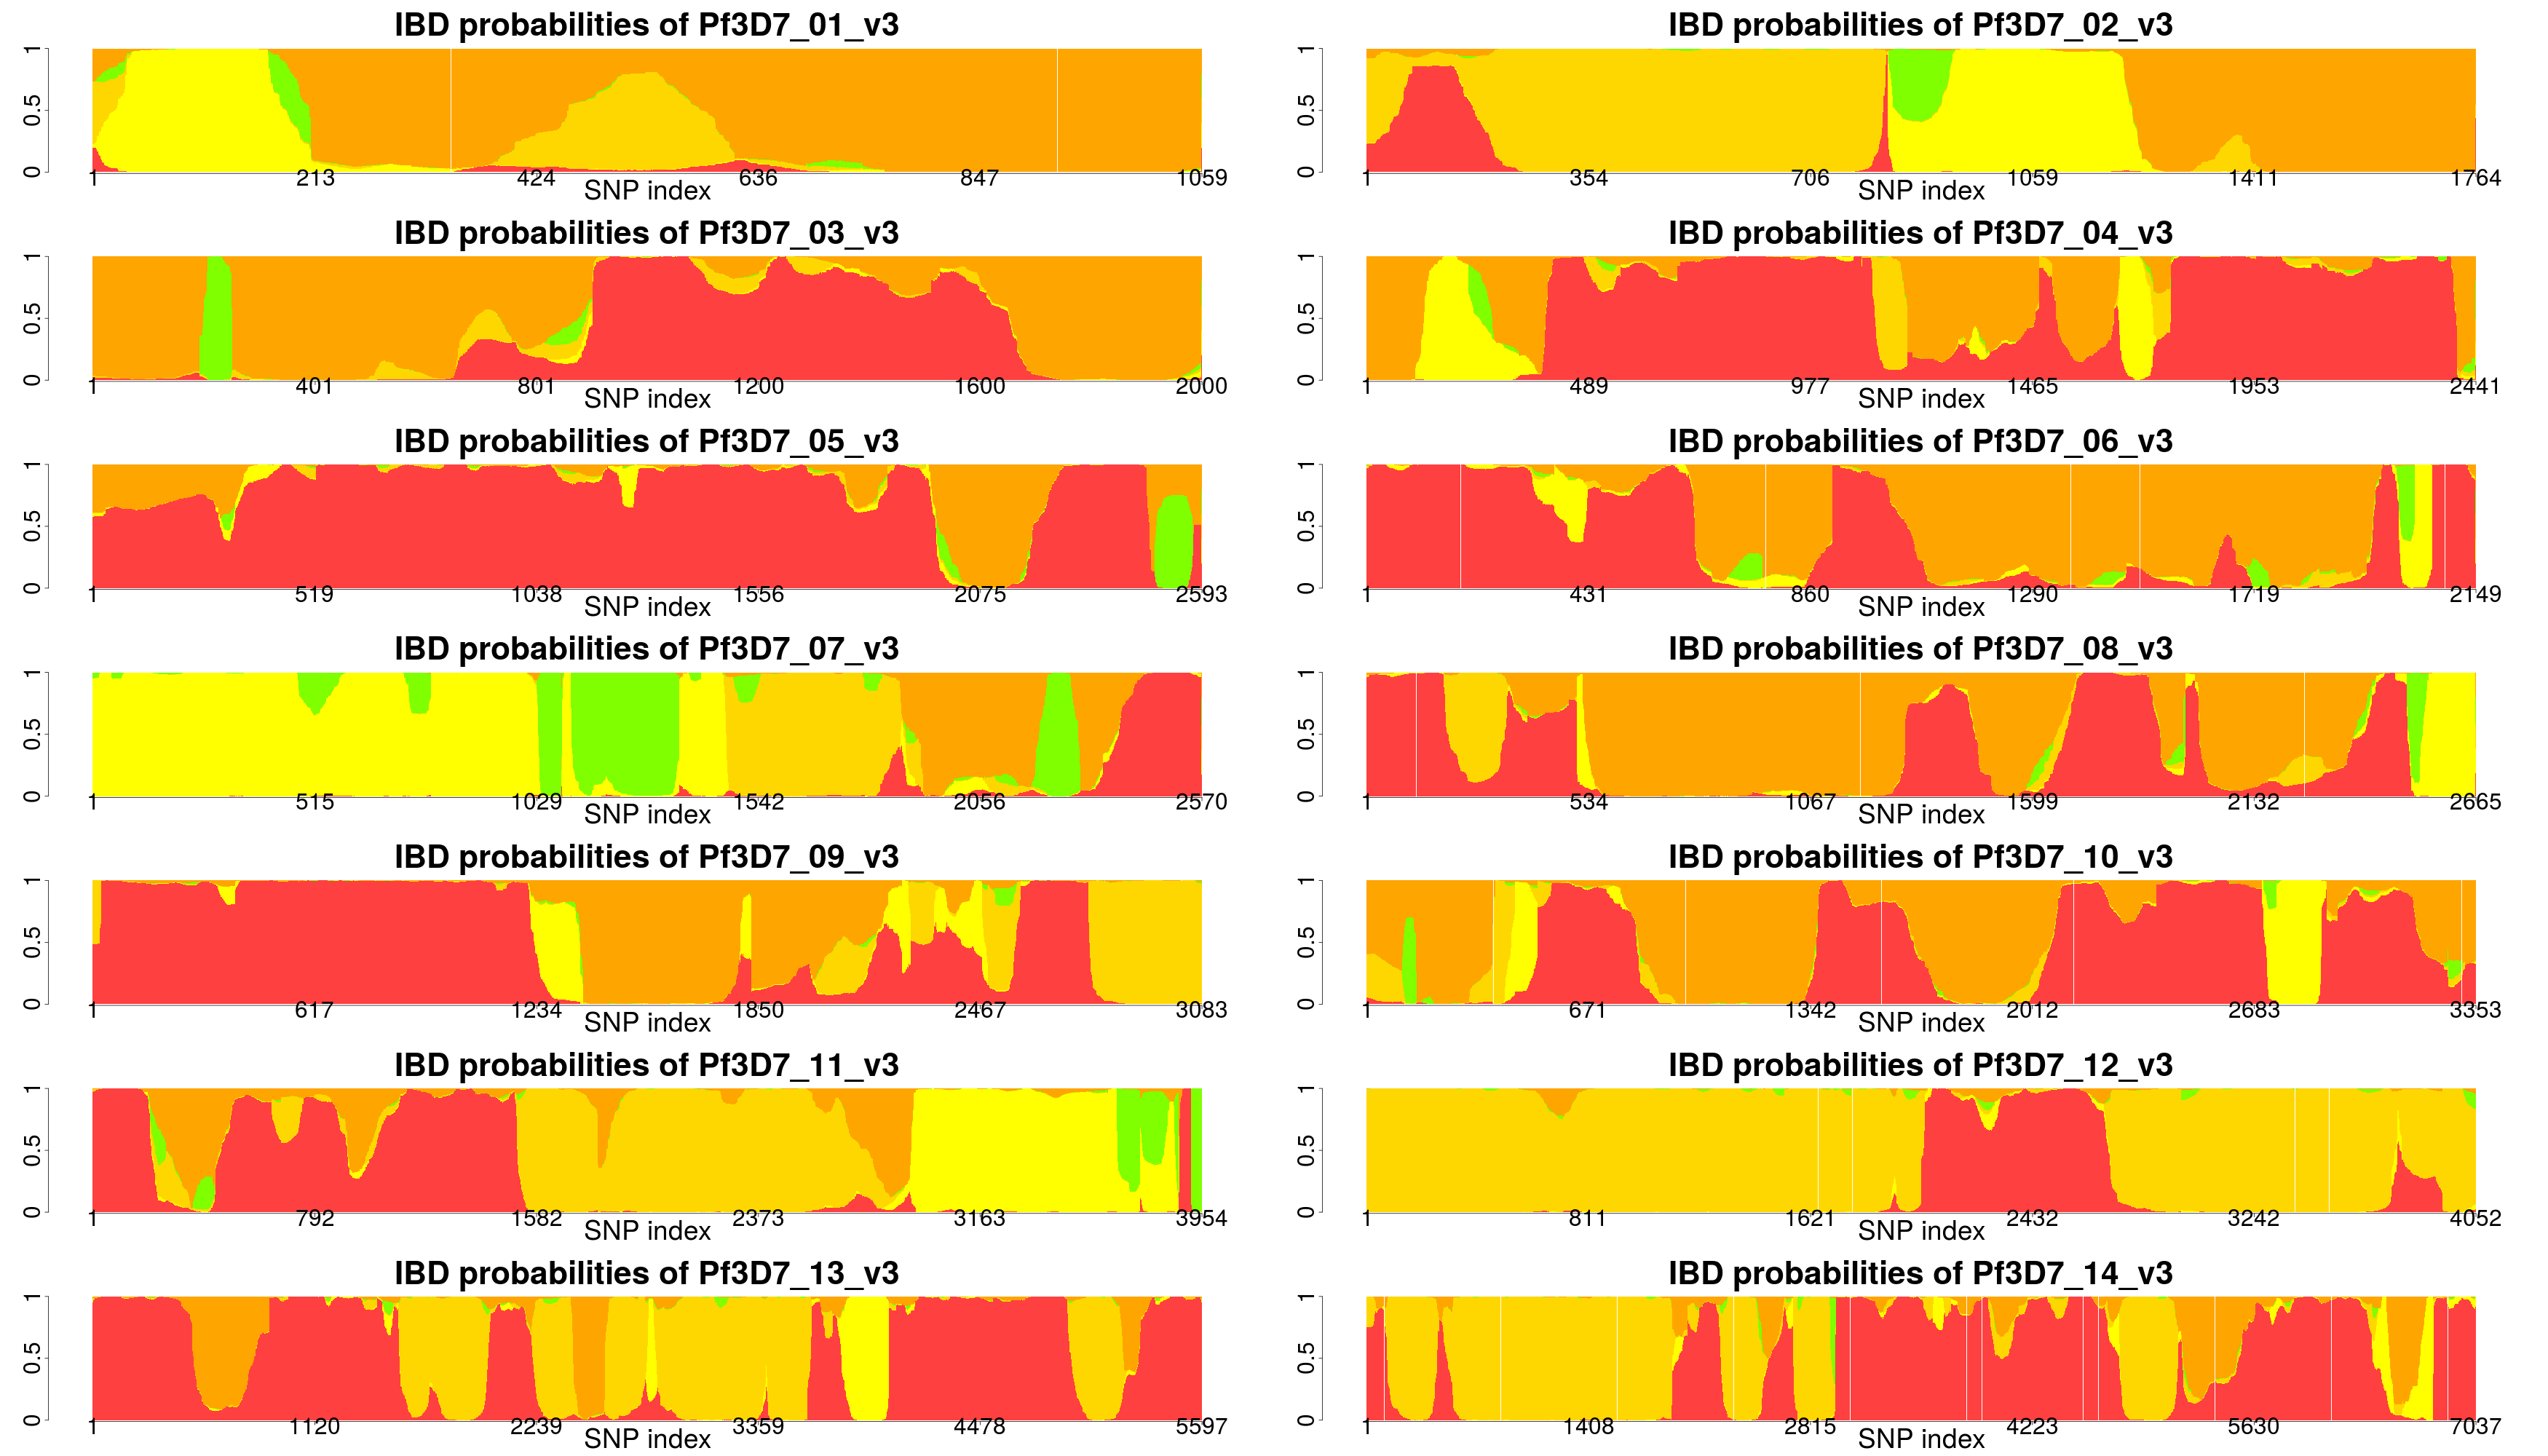 IBD probabilities of Pf3D7_01_v3
0 0.5 1
1 213 424 636 847 1059
SNP index
IBD probabilities of Pf3D7_02_v3
0 0.5 1
1 354 706 1059 1411 1764
SNP index
IBD probabilities of Pf3D7_03_v3
0 0.5 1
1 401 801 1200 1600 2000
SNP index
IBD probabilities of Pf3D7_04_v3
0 0.5 1
1 489 977 1465 1953 2441
SNP index
IBD probabilities of Pf3D7_05_v3
0 0.5 1
1 519 1038 1556 2075 2593
SNP index
IBD probabilities of Pf3D7_06_v3
0 0.5 1
1 431 860 1290 1719 2149
SNP index
IBD probabilities of Pf3D7_07_v3
0 0.5 1
1 515 1029 1542 2056 2570
SNP index
IBD probabilities of Pf3D7_08_v3
0 0.5 1
1 534 1067 1599 2132 2665
SNP index
IBD probabilities of Pf3D7_09_v3
0 0.5 1
1 617 1234 1850 2467 3083
SNP index
IBD probabilities of Pf3D7_10_v3
0 0.5 1
1 671 1342 2012 2683 3353
SNP index
IBD probabilities of Pf3D7_11_v3
0 0.5 1
1 792 1582 2373 3163 3954
SNP index
IBD probabilities of Pf3D7_12_v3
0 0.5 1
1 811 1621 2432 3242 4052
SNP index
IBD probabilities of Pf3D7_13_v3
0 0.5 1
1 1120 2239 3359 4478 5597
SNP index
IBD probabilities of Pf3D7_14_v3
0 0.5 1
1 1408 2815 4223 5630 7037
SNP index